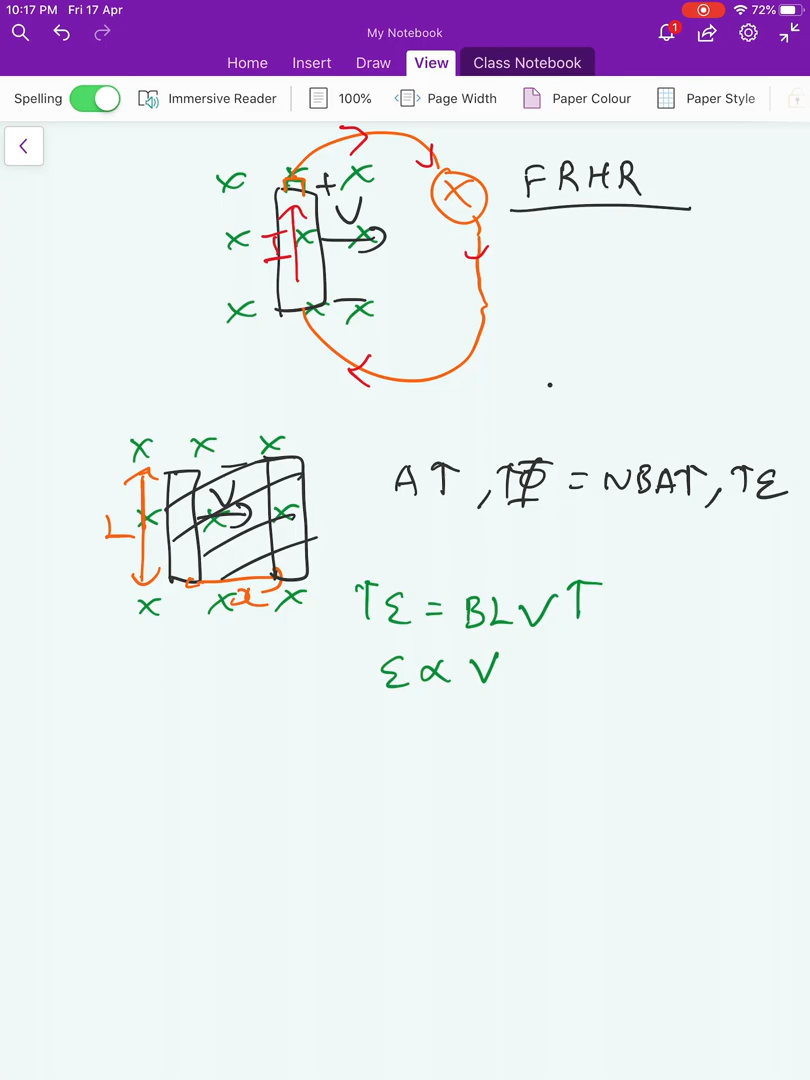 10:17 PM Fri 17 Apr 72%
My Notebook
1
Home Insert Draw View Class Notebook
Spelling Immersive Reader 100% Page Width Paper Colour Paper Style
x x + x
FRHR
x
V
I
x x x
x x – x
x x x
L
V
x x x
A↑, ↑Φ = NBA↑, ↑ε
x x x x
↑ε = BLV↑
ε ∝ V